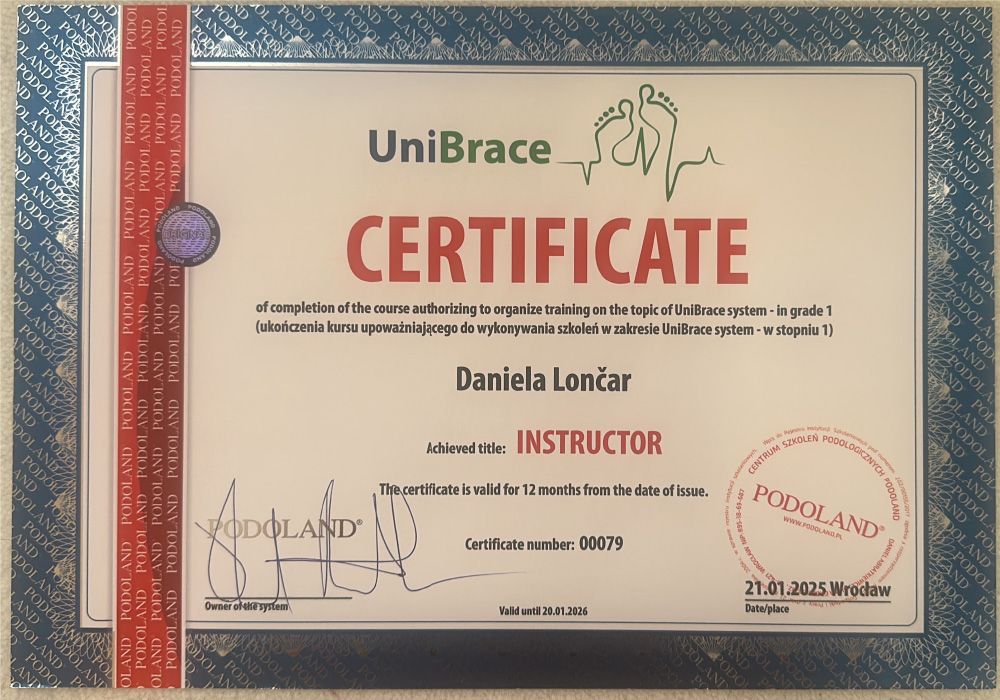 UniBrace
CERTIFICATE
of completion of the course authorizing to organize training on the topic of UniBrace system - in grade 1
(ukończenia kursu upoważniającego do wykonywania szkoleń w zakresie UniBrace system - w stopniu 1)
Daniela Lončar
Achieved title: INSTRUCTOR
The certificate is valid for 12 months from the date of issue.
PODOLAND®
Certificate number: 00079
Owner of the system
Valid until 20.01.2026
CENTRUM SZKOLEŃ PODOLOGICZNYCH PODOLAND
PODOLAND®
WWW.PODOLAND.PL
21.01.2025 Wrocław
Date/place